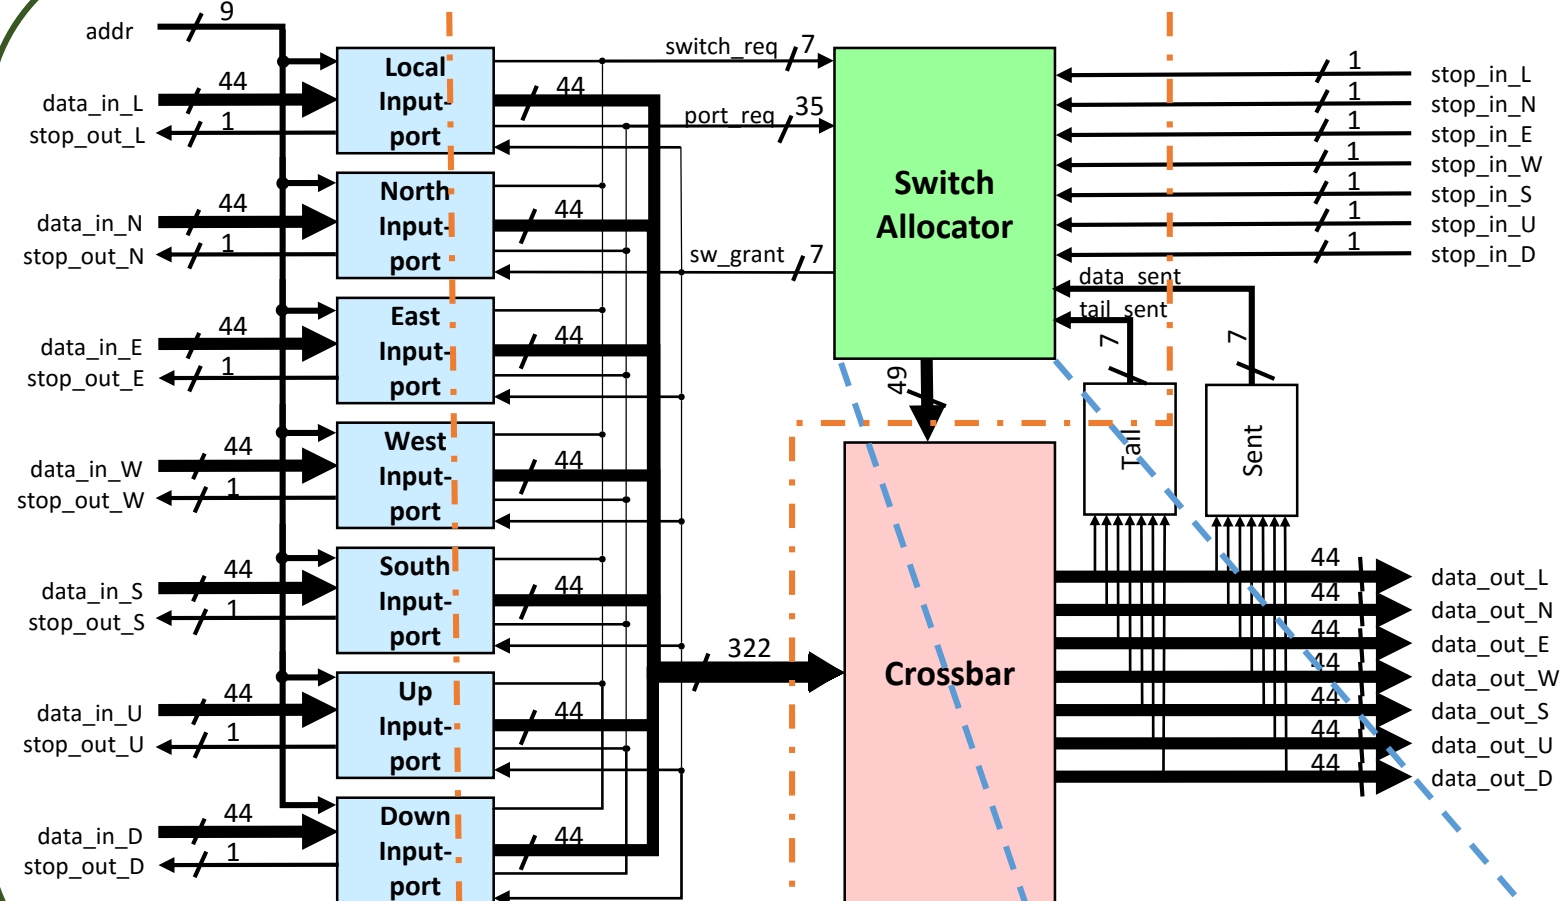 addr
9
data_in_L
44
stop_out_L
1
Local
Input-
port
44
switch_req
7
port_req
35
data_in_N
44
stop_out_N
1
North
Input-
port
44
sw_grant
7
data_in_E
44
stop_out_E
1
East
Input-
port
44
data_in_W
44
stop_out_W
1
West
Input-
port
44
data_in_S
44
stop_out_S
1
South
Input-
port
44
322
data_in_U
44
stop_out_U
1
Up
Input-
port
44
data_in_D
44
stop_out_D
1
Down
Input-
port
44
Switch
Allocator
1
stop_in_L
1
stop_in_N
1
stop_in_E
1
stop_in_W
1
stop_in_S
1
stop_in_U
1
stop_in_D
data_sent
tail_sent
7
7
49
Tail
Sent
Crossbar
44
data_out_L
44
data_out_N
44
data_out_E
44
data_out_W
44
data_out_S
44
data_out_U
44
data_out_D